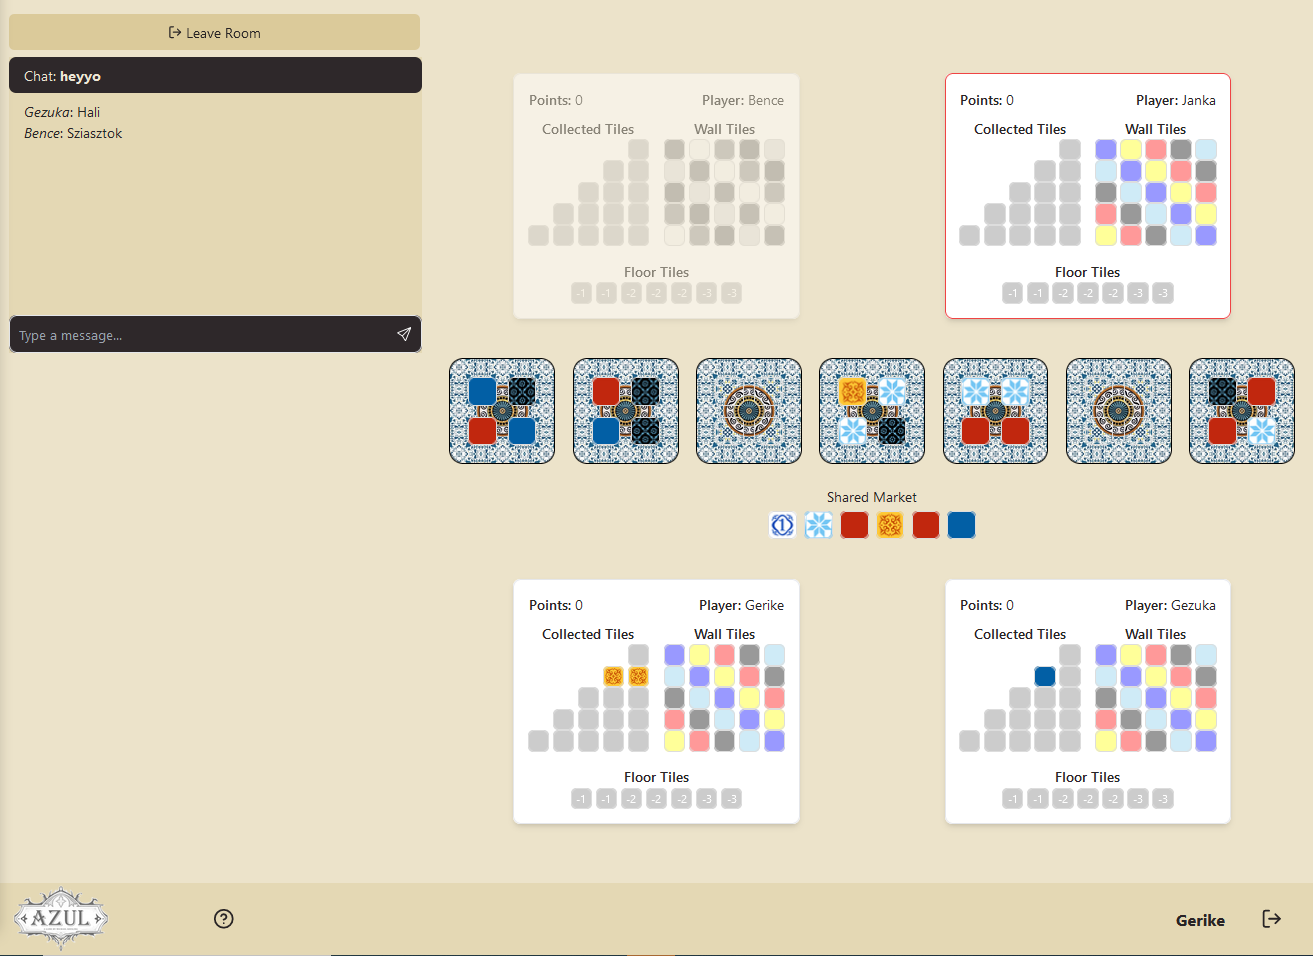 Leave Room
Chat: heyyo
Gezuka: Hali
Bence: Sziasztok
Type a message...
Points: 0 Player: Bence
Collected Tiles Wall Tiles
Floor Tiles
-1 -1 -2 -2 -2 -3 -3
Points: 0 Player: Janka
Collected Tiles Wall Tiles
Floor Tiles
-1 -1 -2 -2 -2 -3 -3
Shared Market
1
Points: 0 Player: Gerike
Collected Tiles Wall Tiles
Floor Tiles
-1 -1 -2 -2 -2 -3 -3
Points: 0 Player: Gezuka
Collected Tiles Wall Tiles
Floor Tiles
-1 -1 -2 -2 -2 -3 -3
AZUL
?
Gerike